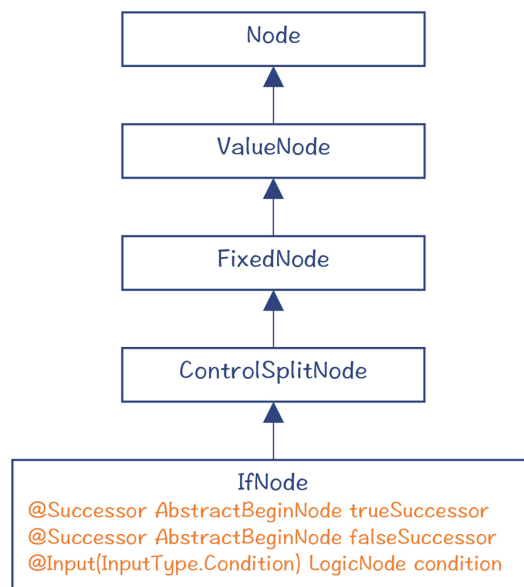 Node
ValueNode
FixedNode
ControlSplitNode
IfNode
@Successor AbstractBeginNode trueSuccessor
@Successor AbstractBeginNode falseSuccessor
@Input(InputType.Condition) LogicNode condition